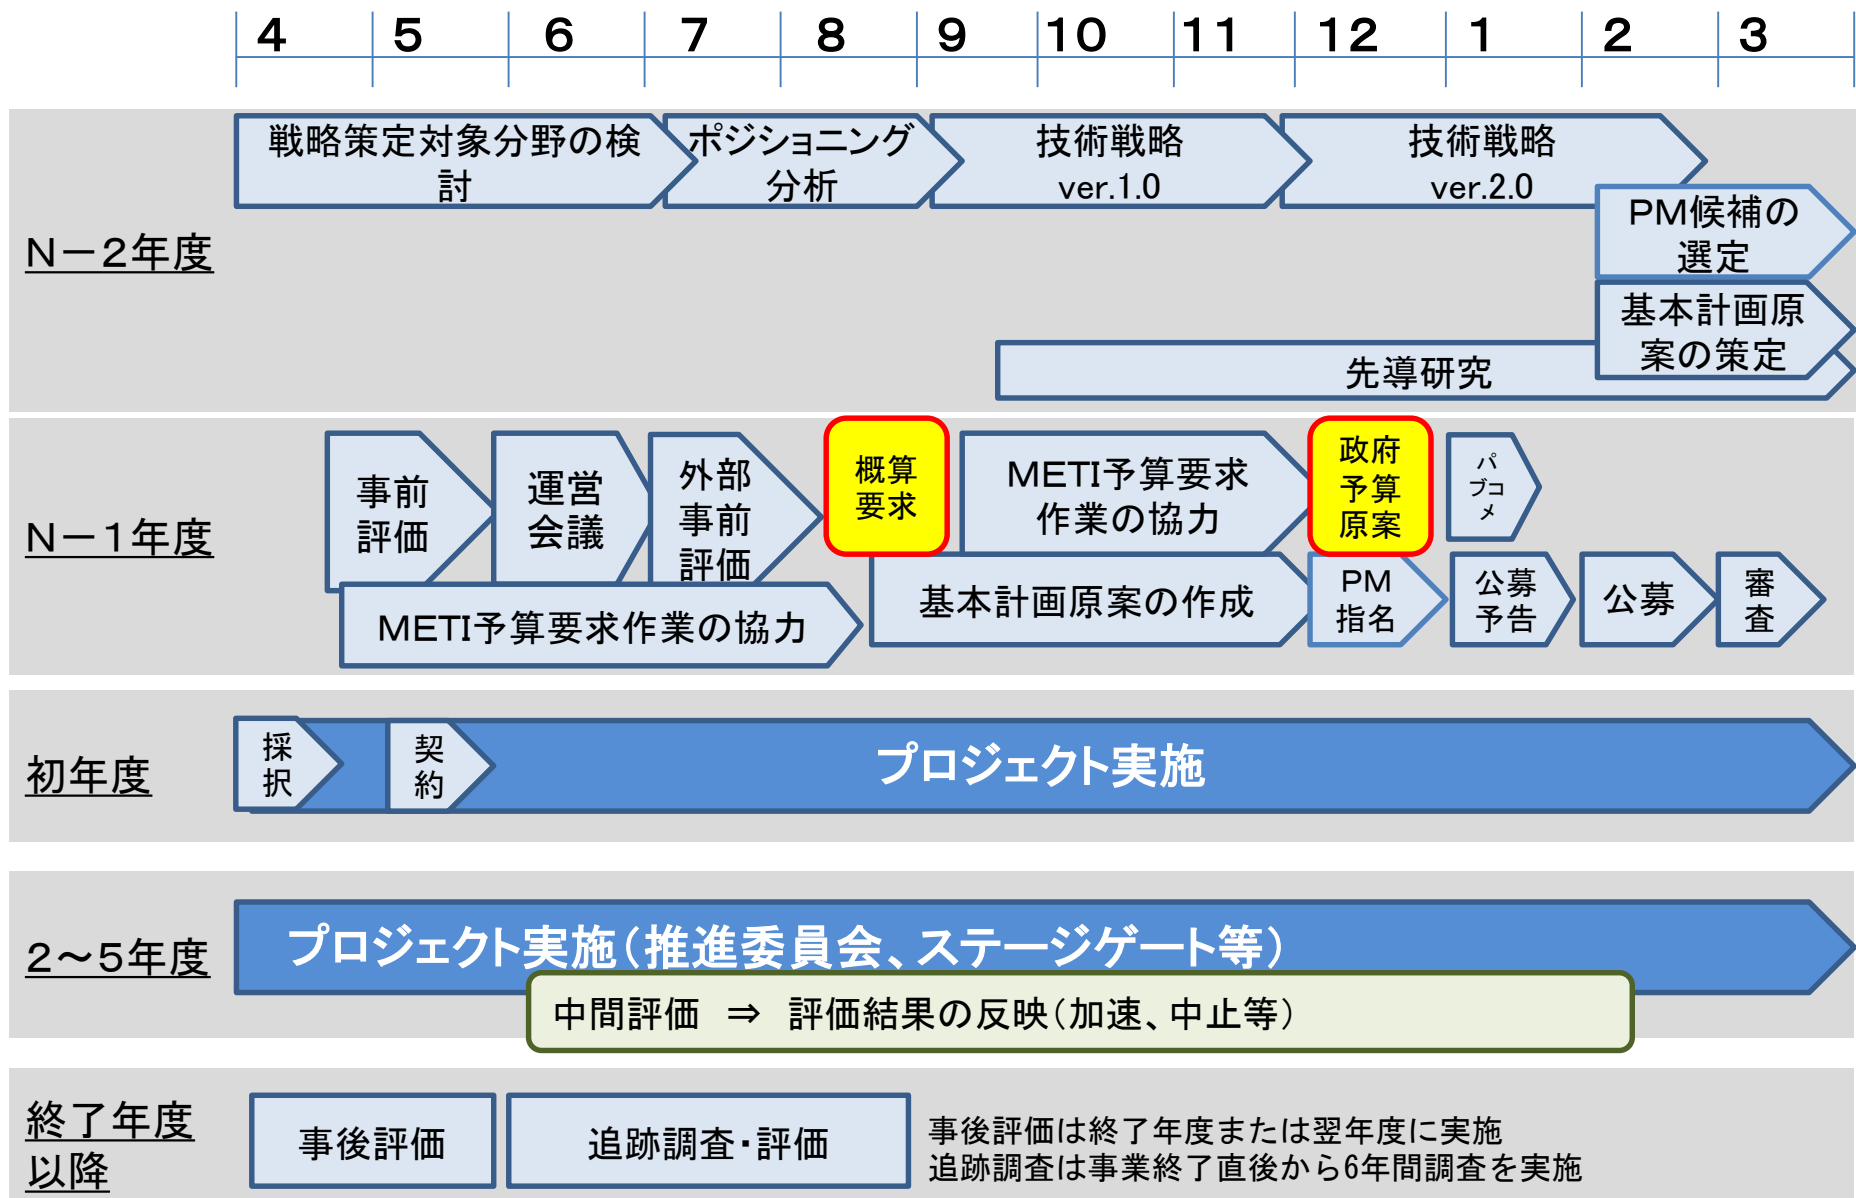 4 5 6 7 8 9 10 11 12 1 2 3
N－2年度
戦略策定対象分野の検
討
ポジショニング
分析
技術戦略
ver.1.0
技術戦略
ver.2.0
PM候補の
選定
基本計画原
案の策定
先導研究
N－1年度
事前
評価
運営
会議
外部
事前
評価
概算
要求
METI予算要求
作業の協力
政府
予算
原案
パ
ブコ
メ
METI予算要求作業の協力
基本計画原案の作成
PM
指名
公募
予告
公募
審
査
初年度
採
択
契
約
プロジェクト実施
2～5年度
プロジェクト実施（推進委員会、ステージゲート等）
中間評価 ⇒ 評価結果の反映（加速、中止等）
終了年度
以降
事後評価
追跡調査・評価
事後評価は終了年度または翌年度に実施
追跡調査は事業終了直後から6年間調査を実施